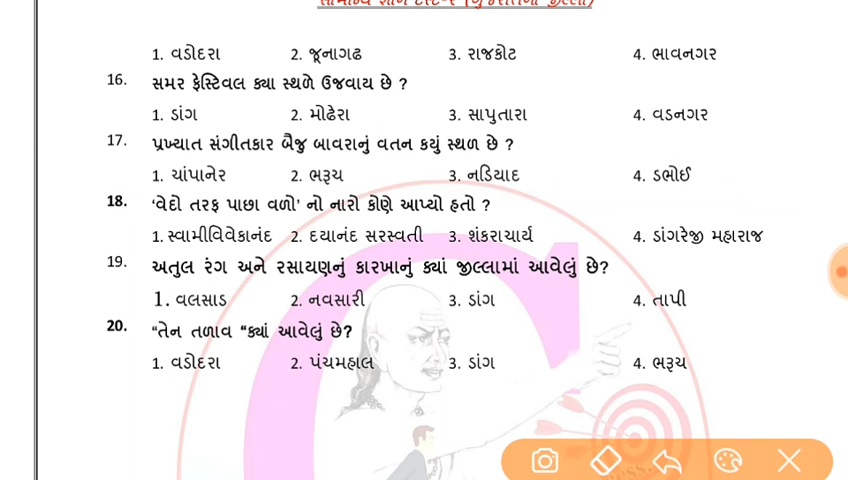 સામાન્ય જ્ઞાન ટેસ્ટ-2 (ગુજરાતના જીલ્લા)
1. વડોદરા 2. જૂનાગઢ 3. રાજકોટ 4. ભાવનગર
16. સમર ફેસ્ટિવલ ક્યા સ્થળે ઉજવાય છે ?
1. ડાંગ 2. મોઢેરા 3. સાપુતારા 4. વડનગર
17. પ્રખ્યાત સંગીતકાર બૈજુ બાવરાનું વતન કયું સ્થળ છે ?
1. ચાંપાનેર 2. ભરૂચ 3. નડિયાદ 4. ડભોઈ
18. ‘વેદો તરફ પાછા વળો’ નો નારો કોણે આપ્યો હતો ?
1. સ્વામીવિવેકાનંદ 2. દયાનંદ સરસ્વતી 3. શંકરાચાર્ય 4. ડાંગરેજી મહારાજ
19. અતુલ રંગ અને રસાયણનું કારખાનું ક્યાં જીલ્લામાં આવેલું છે?
1. વલસાડ 2. નવસારી 3. ડાંગ 4. તાપી
20. “તેન તળાવ “ક્યાં આવેલું છે?
1. વડોદરા 2. પંચમહાલ 3. ડાંગ 4. ભરૂચ